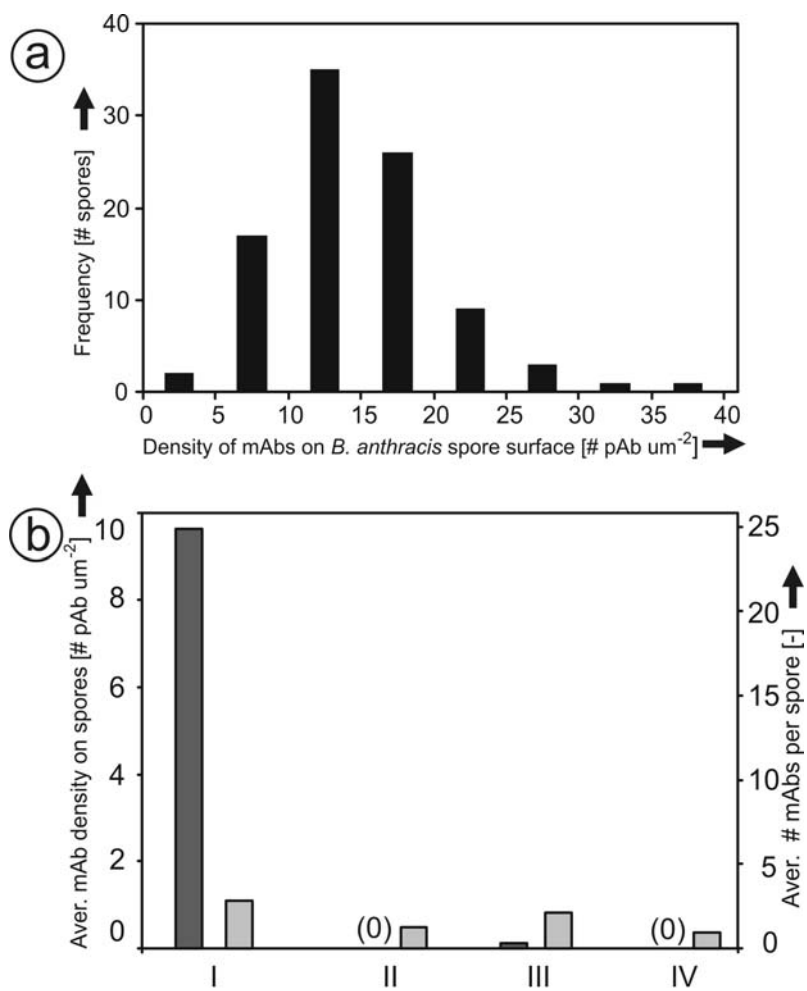 a
40
30
20
10
0
Frequency [# spores]
0 5 10 15 20 25 30 35 40
Density of mAbs on B. anthracis spore surface [# pAb um-2]
b
10
8
6
4
2
0
Aver. mAb density on spores [# pAb um-2]
(0) (0)
25
20
15
10
5
0
Aver. # mAbs per spore [-]
I II III IV